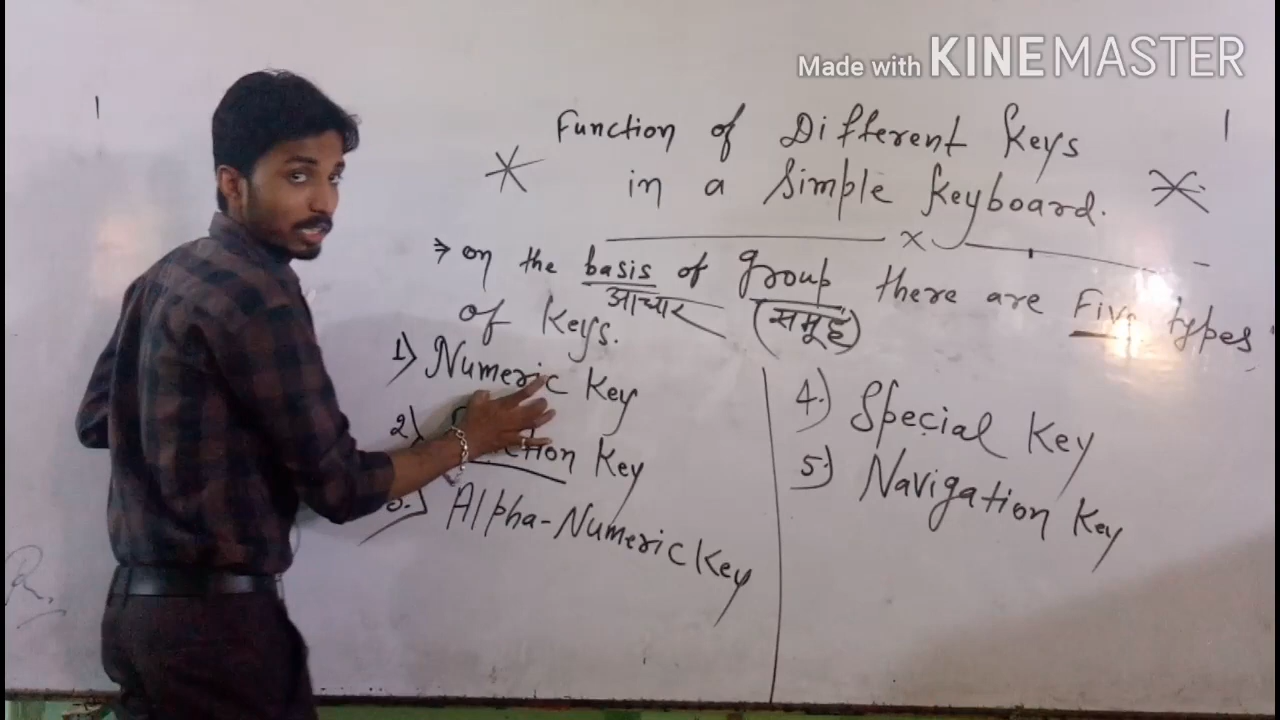 Made with KINEMASTER
Function of Different Keys
in a Simple Keyboard.
⇒ on the basis of group there are Five types
आधार (समूह)
of Keys.
1) Numeric Key
2) Key
3.) Alpha-Numeric Key
4.) Special Key
5.) Navigation Key